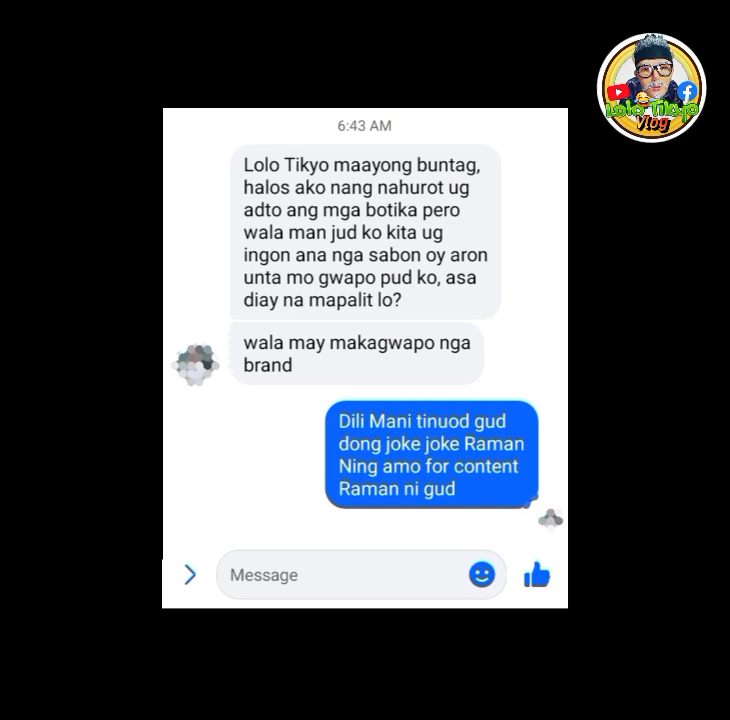 Lolo Tikyo
Vlog
6:43 AM
Lolo Tikyo maayong buntag,
halos ako nang nahurot ug
adto ang mga botika pero
wala man jud ko kita ug
ingon ana nga sabon oy aron
unta mo gwapo pud ko, asa
diay na mapalit lo?
wala may makagwapo nga
brand
Dili Mani tinuod gud
dong joke joke Raman
Ning amo for content
Raman ni gud
Message